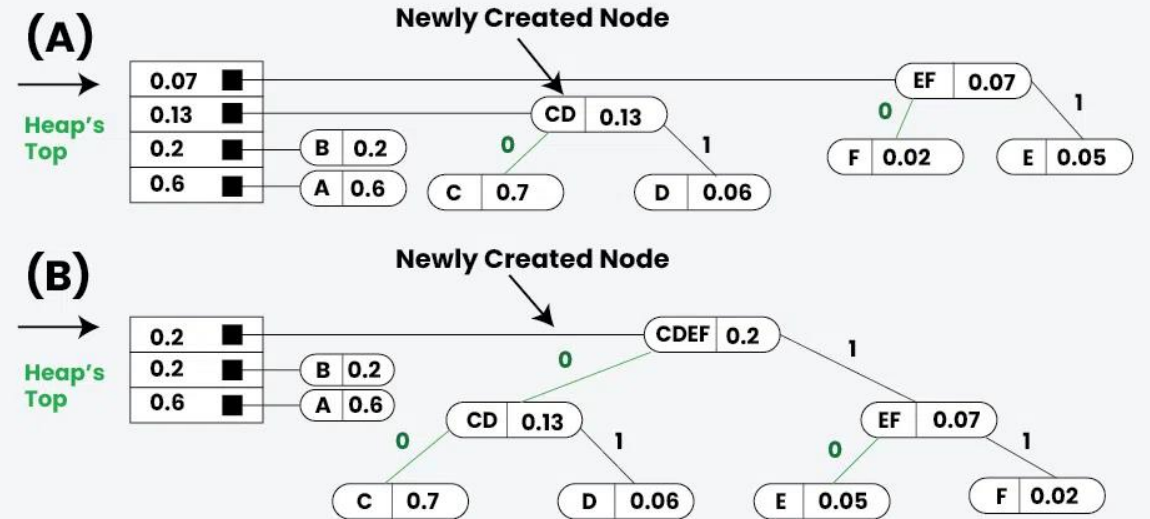 Newly Created Node
(A)
0.07 EF 0.07
Heap's
Top
0.13 CD 0.13
0 1
0.2 B 0.2
0 1
F 0.02 E 0.05
0.6 A 0.6
C 0.7 D 0.06
Newly Created Node
(B)
0.2 CDEF 0.2
0 1
Heap's
Top
0.2 B 0.2
0.6 A 0.6
CD 0.13 EF 0.07
0 1 0 1
C 0.7 D 0.06 E 0.05 F 0.02